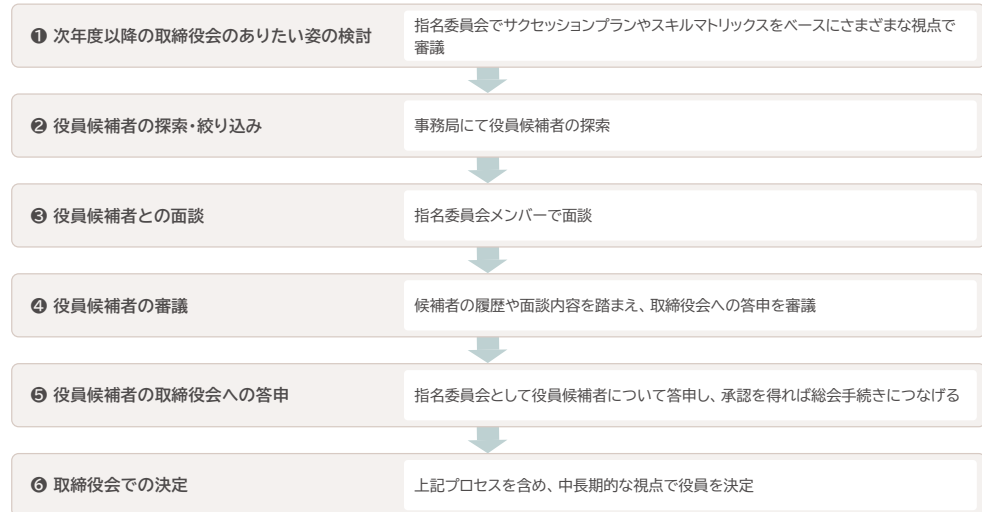 ❶ 次年度以降の取締役会のありたい姿の検討
指名委員会でサクセッションプランやスキルマトリックスをベースにさまざまな視点で
審議
❷ 役員候補者の探索・絞り込み
事務局にて役員候補者の探索
❸ 役員候補者との面談
指名委員会メンバーで面談
❹ 役員候補者の審議
候補者の履歴や面談内容を踏まえ、取締役会への答申を審議
❺ 役員候補者の取締役会への答申
指名委員会として役員候補者について答申し、承認を得れば総会手続きにつなげる
❻ 取締役会での決定
上記プロセスを含め、中長期的な視点で役員を決定